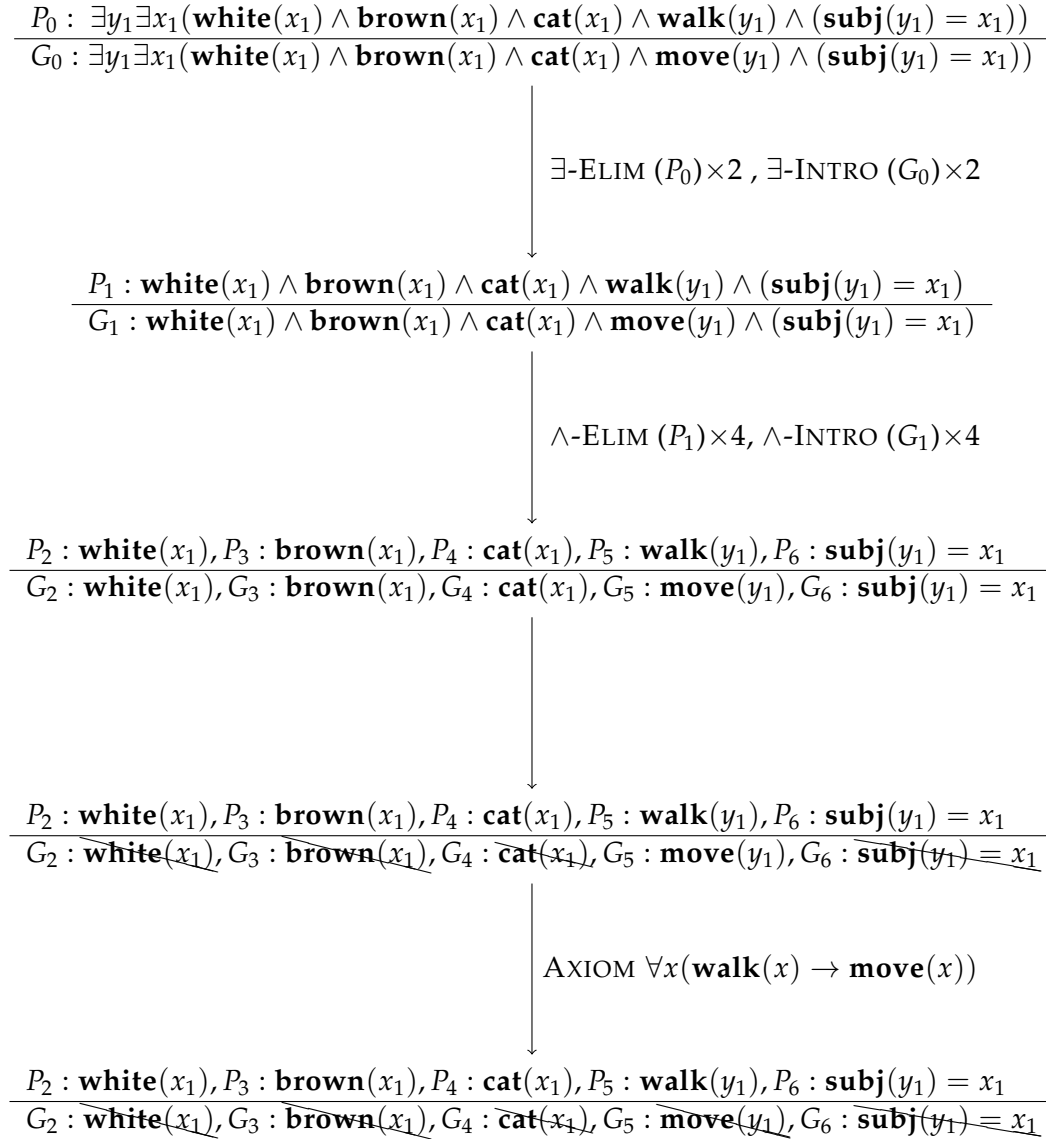 P₀ : ∃y₁∃x₁(white(x₁) ∧ brown(x₁) ∧ cat(x₁) ∧ walk(y₁) ∧ (subj(y₁) = x₁))
G₀ : ∃y₁∃x₁(white(x₁) ∧ brown(x₁) ∧ cat(x₁) ∧ move(y₁) ∧ (subj(y₁) = x₁))
∃-ELIM (P₀)×2 , ∃-INTRO (G₀)×2
P₁ : white(x₁) ∧ brown(x₁) ∧ cat(x₁) ∧ walk(y₁) ∧ (subj(y₁) = x₁)
G₁ : white(x₁) ∧ brown(x₁) ∧ cat(x₁) ∧ move(y₁) ∧ (subj(y₁) = x₁)
∧-ELIM (P₁)×4, ∧-INTRO (G₁)×4
P₂ : white(x₁), P₃ : brown(x₁), P₄ : cat(x₁), P₅ : walk(y₁), P₆ : subj(y₁) = x₁
G₂ : white(x₁), G₃ : brown(x₁), G₄ : cat(x₁), G₅ : move(y₁), G₆ : subj(y₁) = x₁
P₂ : white(x₁), P₃ : brown(x₁), P₄ : cat(x₁), P₅ : walk(y₁), P₆ : subj(y₁) = x₁
G₂ : white(x₁), G₃ : brown(x₁), G₄ : cat(x₁), G₅ : move(y₁), G₆ : subj(y₁) = x₁
AXIOM ∀x(walk(x) → move(x))
P₂ : white(x₁), P₃ : brown(x₁), P₄ : cat(x₁), P₅ : walk(y₁), P₆ : subj(y₁) = x₁
G₂ : white(x₁), G₃ : brown(x₁), G₄ : cat(x₁), G₅ : move(y₁), G₆ : subj(y₁) = x₁